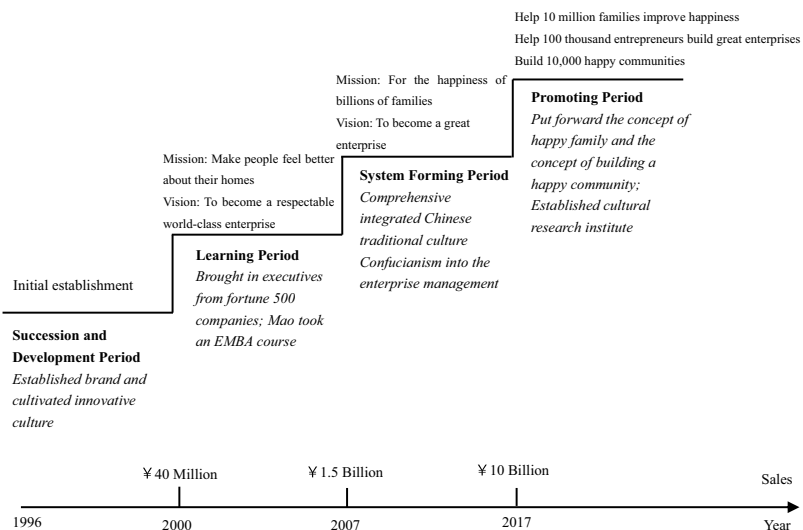 Help 10 million families improve happiness
Help 100 thousand entrepreneurs build great enterprises
Build 10,000 happy communities
Mission: For the happiness of
billions of families
Vision: To become a great
enterprise
Promoting Period
Put forward the concept of
happy family and the
concept of building a
happy community;
Established cultural
research institute
Mission: Make people feel better
about their homes
Vision: To become a respectable
world-class enterprise
System Forming Period
Comprehensive
integrated Chinese
traditional culture
Confucianism into the
enterprise management
Learning Period
Brought in executives
from fortune 500
companies; Mao took
an EMBA course
Initial establishment
Succession and
Development Period
Established brand and
cultivated innovative
culture
¥40 Million
¥1.5 Billion
¥10 Billion
Sales
1996
2000
2007
2017
Year